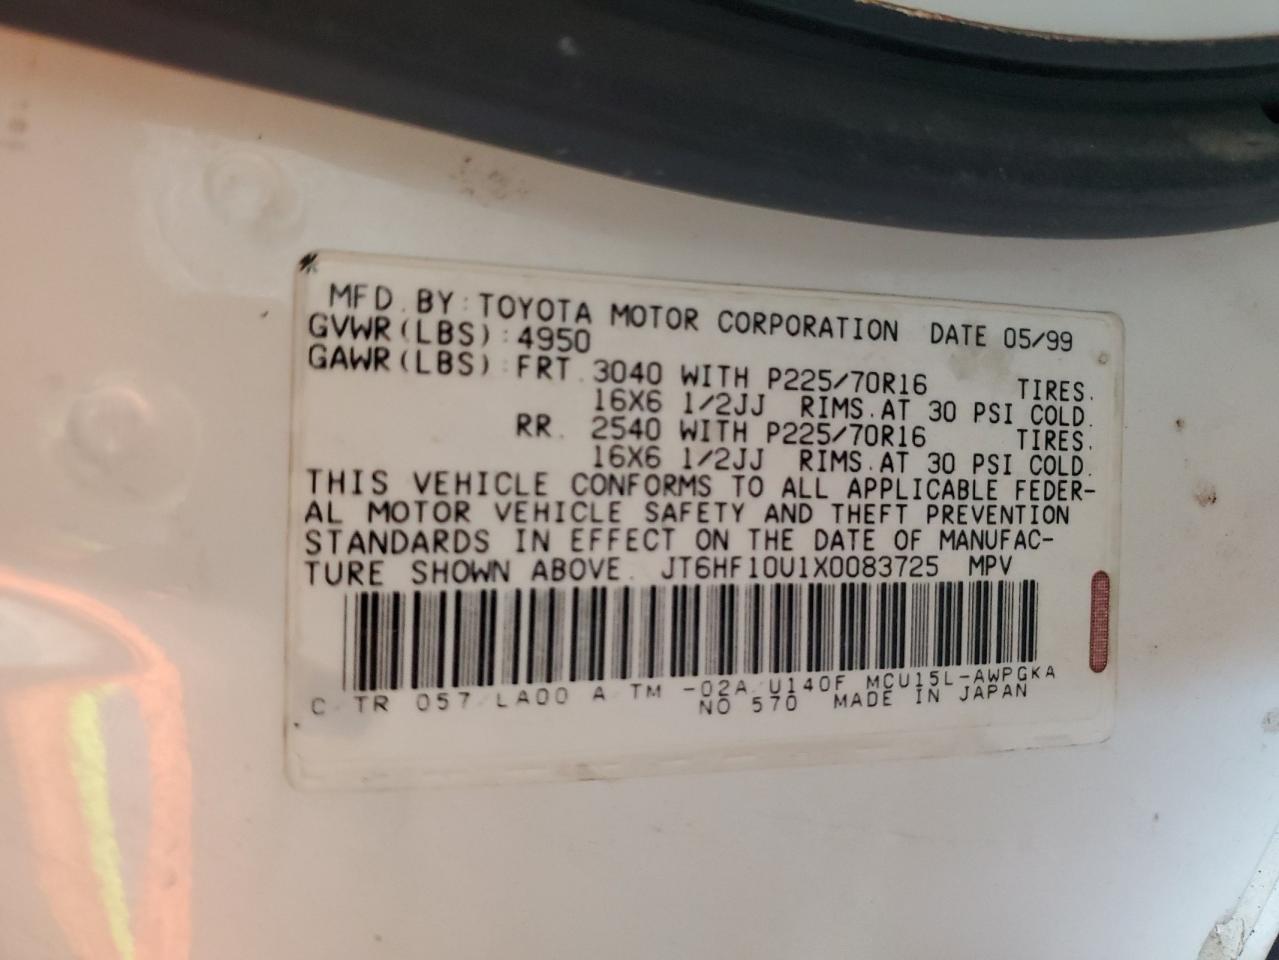 MFD. BY: TOYOTA MOTOR CORPORATION DATE 05/99
GVWR(LBS): 4950
GAWR(LBS): FRT. 3040 WITH P225/70R16 TIRES.
16X6 1/2JJ RIMS. AT 30 PSI COLD.
RR. 2540 WITH P225/70R16 TIRES.
16X6 1/2JJ RIMS. AT 30 PSI COLD.
THIS VEHICLE CONFORMS TO ALL APPLICABLE FEDER-
AL MOTOR VEHICLE SAFETY AND THEFT PREVENTION
STANDARDS IN EFFECT ON THE DATE OF MANUFAC-
TURE SHOWN ABOVE. JT6HF10U1X0083725 MPV
C/TR 057/LA00 A/TM -02A/U140F MCU15L-AWPGKA
NO 570 MADE IN JAPAN